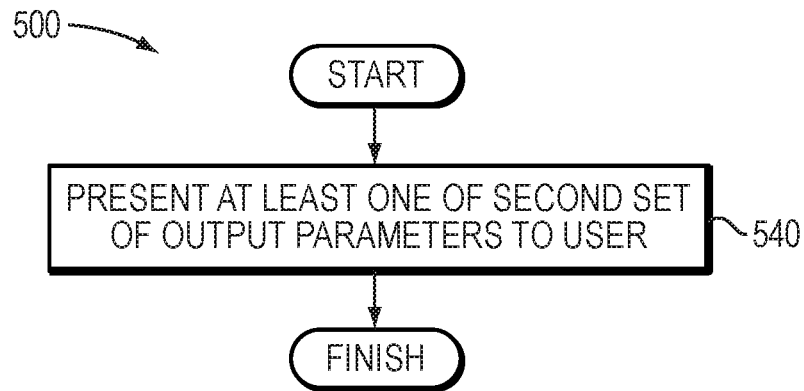 500
START
PRESENT AT LEAST ONE OF SECOND SET
OF OUTPUT PARAMETERS TO USER
540
FINISH